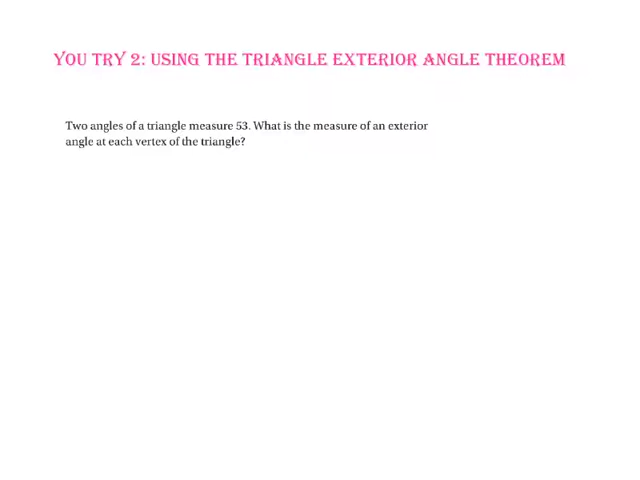 YOU TRY 2: USING THE TRIANGLE EXTERIOR ANGLE THEOREM
Two angles of a triangle measure 53. What is the measure of an exterior
angle at each vertex of the triangle?